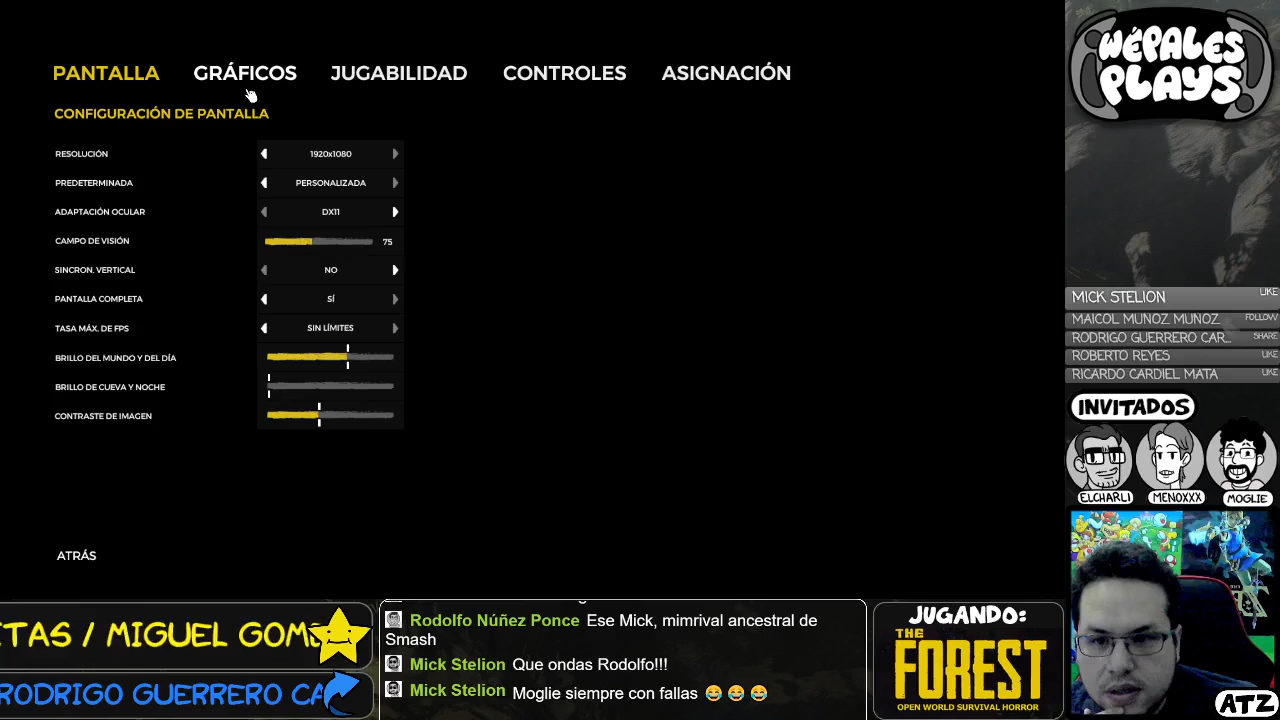 PANTALLA GRÁFICOS JUGABILIDAD CONTROLES ASIGNACIÓN
CONFIGURACIÓN DE PANTALLA
RESOLUCIÓN 1920x1080
PREDETERMINADA PERSONALIZADA
ADAPTACIÓN OCULAR DX11
CAMPO DE VISIÓN 75
SINCRON. VERTICAL NO
PANTALLA COMPLETA SÍ
TASA MÁX. DE FPS SIN LÍMITES
BRILLO DEL MUNDO Y DEL DÍA
BRILLO DE CUEVA Y NOCHE
CONTRASTE DE IMAGEN
ATRÁS
WÉPALES
PLAYS
MICK STELION LIKE
MAICOL MUÑOZ MUÑOZ FOLLOW
RODRIGO GUERRERO CAR... SHARE
ROBERTO REYES LIKE
RICARDO CARDIEL MATA LIKE
INVITADOS
ELCHARLI MENOXXX MOGLIE
ETAS / MIGUEL GOM
RODRIGO GUERRERO CA
Rodolfo Núñez Ponce Ese Mick, mimrival ancestral de
Smash
Mick Stelion Que ondas Rodolfo!!!
Mick Stelion Moglie siempre con fallas 😂 😂 😂
JUGANDO:
THE
FOREST
OPEN WORLD SURVIVAL HORROR
ATZ